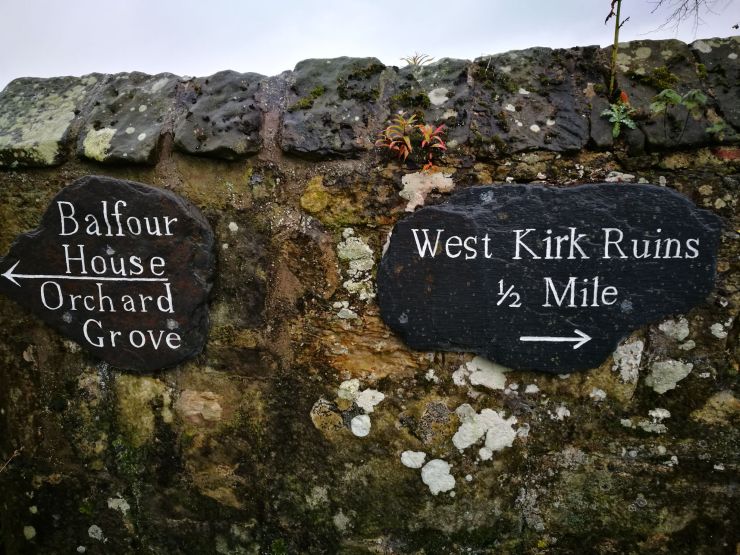 Balfour
House
Orchard
Grove
West Kirk Ruins
½ Mile